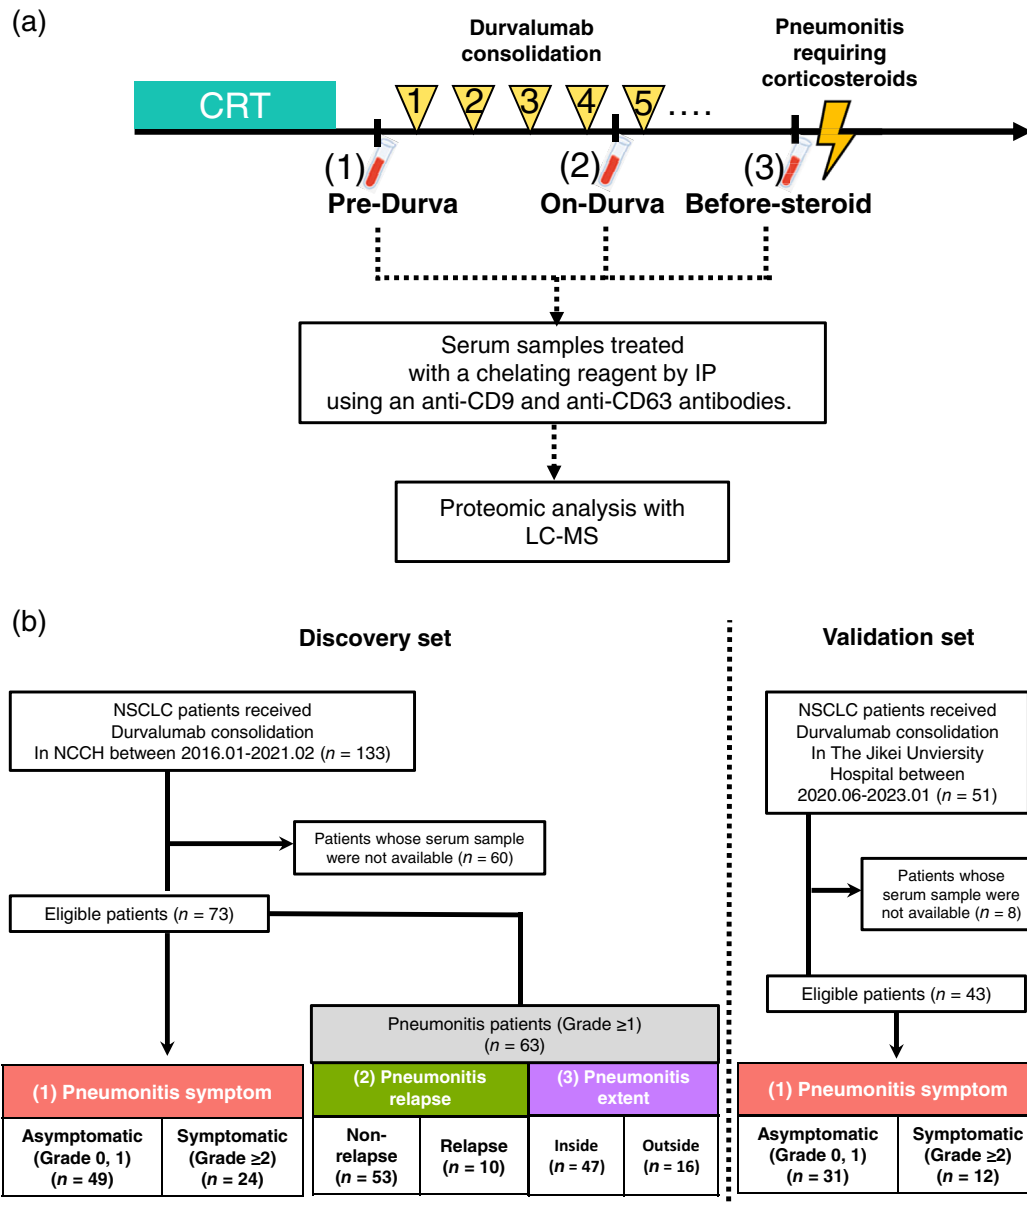 (a)
Durvalumab
consolidation
Pneumonitis
requiring
corticosteroids
CRT
1 2 3 4 5 ....
(1) (2) (3)
Pre-Durva On-Durva Before-steroid
Serum samples treated
with a chelating reagent by IP
using an anti-CD9 and anti-CD63 antibodies.
Proteomic analysis with
LC-MS
(b)
Discovery set
NSCLC patients received
Durvalumab consolidation
In NCCH between 2016.01-2021.02 (n = 133)
Patients whose serum sample
were not available (n = 60)
Eligible patients (n = 73)
Pneumonitis patients (Grade ≥1)
(n = 63)
(1) Pneumonitis symptom
Asymptomatic
(Grade 0, 1)
(n = 49)
Symptomatic
(Grade ≥2)
(n = 24)
(2) Pneumonitis
relapse
Non-
relapse
(n = 53)
Relapse
(n = 10)
(3) Pneumonitis
extent
Inside
(n = 47)
Outside
(n = 16)
Validation set
NSCLC patients received
Durvalumab consolidation
In The Jikei Unviersity
Hospital between
2020.06-2023.01 (n = 51)
Patients whose
serum sample were
not available (n = 8)
Eligible patients (n = 43)
(1) Pneumonitis symptom
Asymptomatic
(Grade 0, 1)
(n = 31)
Symptomatic
(Grade ≥2)
(n = 12)